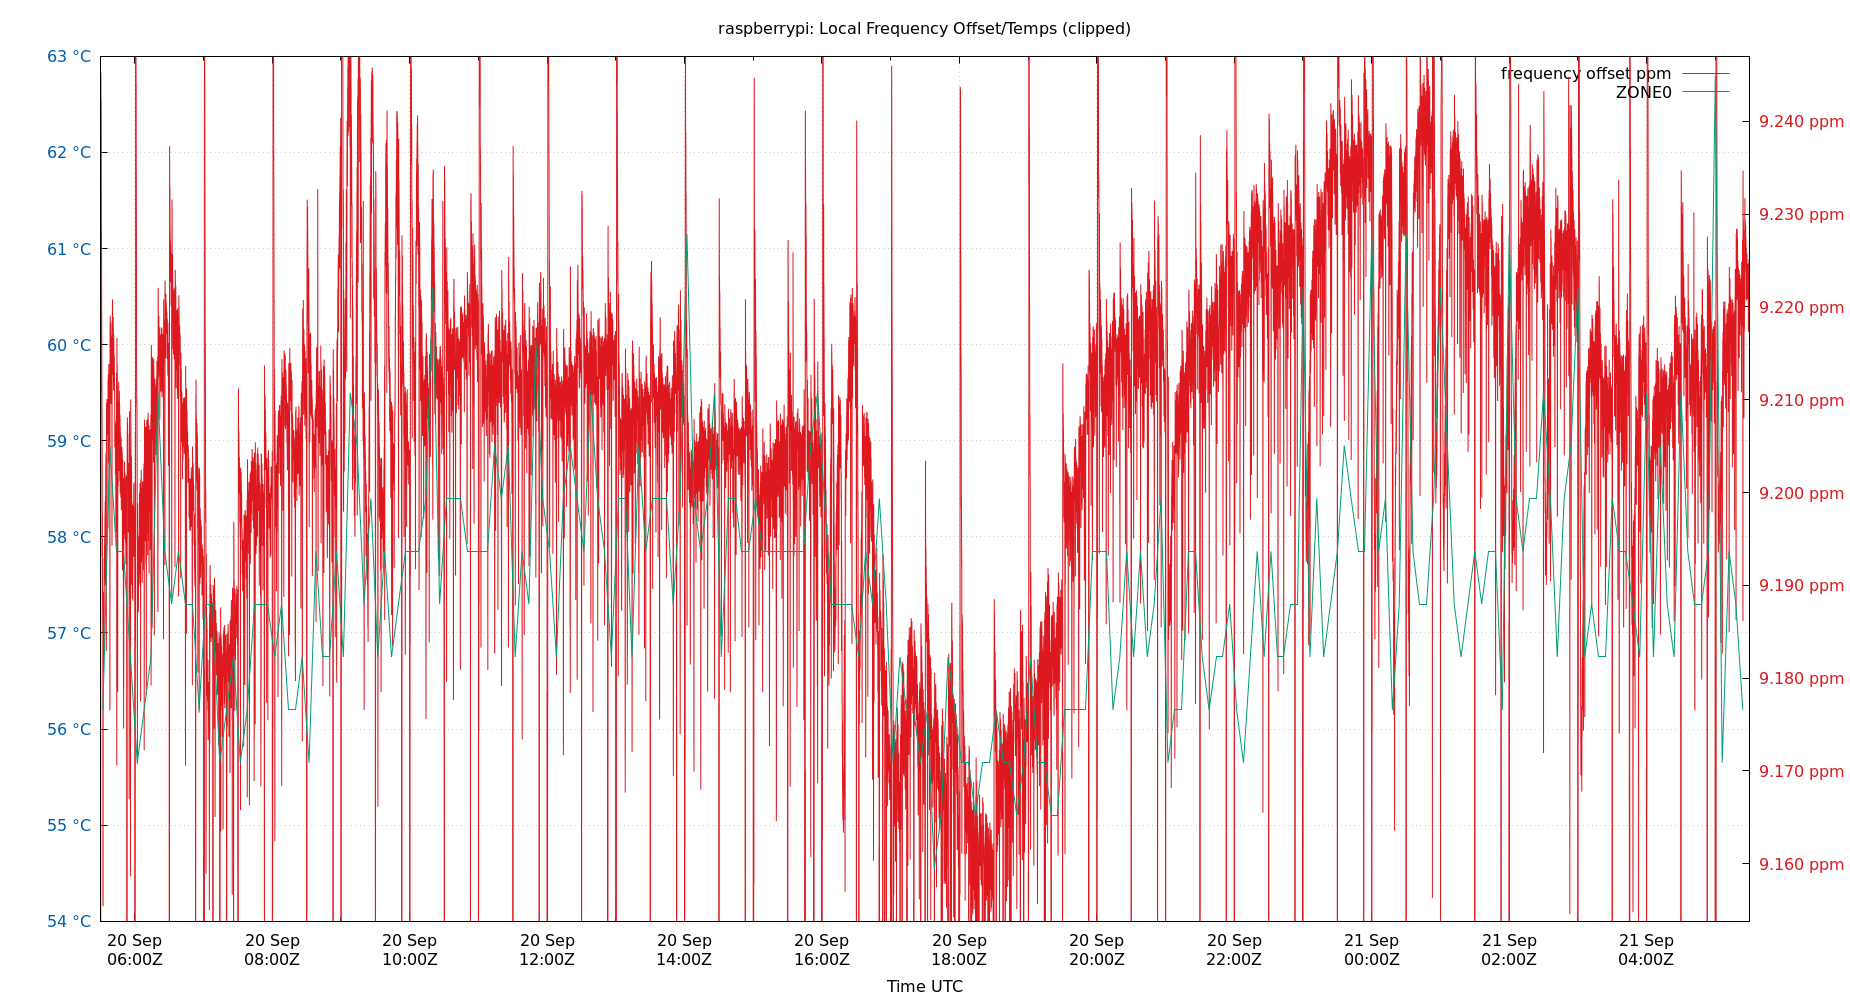 raspberrypi: Local Frequency Offset/Temps (clipped)
63 °C
62 °C
61 °C
60 °C
59 °C
58 °C
57 °C
56 °C
55 °C
54 °C
frequency offset ppm
ZONE0
9.240 ppm
9.230 ppm
9.220 ppm
9.210 ppm
9.200 ppm
9.190 ppm
9.180 ppm
9.170 ppm
9.160 ppm
20 Sep 20 Sep 20 Sep 20 Sep 20 Sep 20 Sep 20 Sep 20 Sep 20 Sep 21 Sep 21 Sep 21 Sep
06:00Z 08:00Z 10:00Z 12:00Z 14:00Z 16:00Z 18:00Z 20:00Z 22:00Z 00:00Z 02:00Z 04:00Z
Time UTC